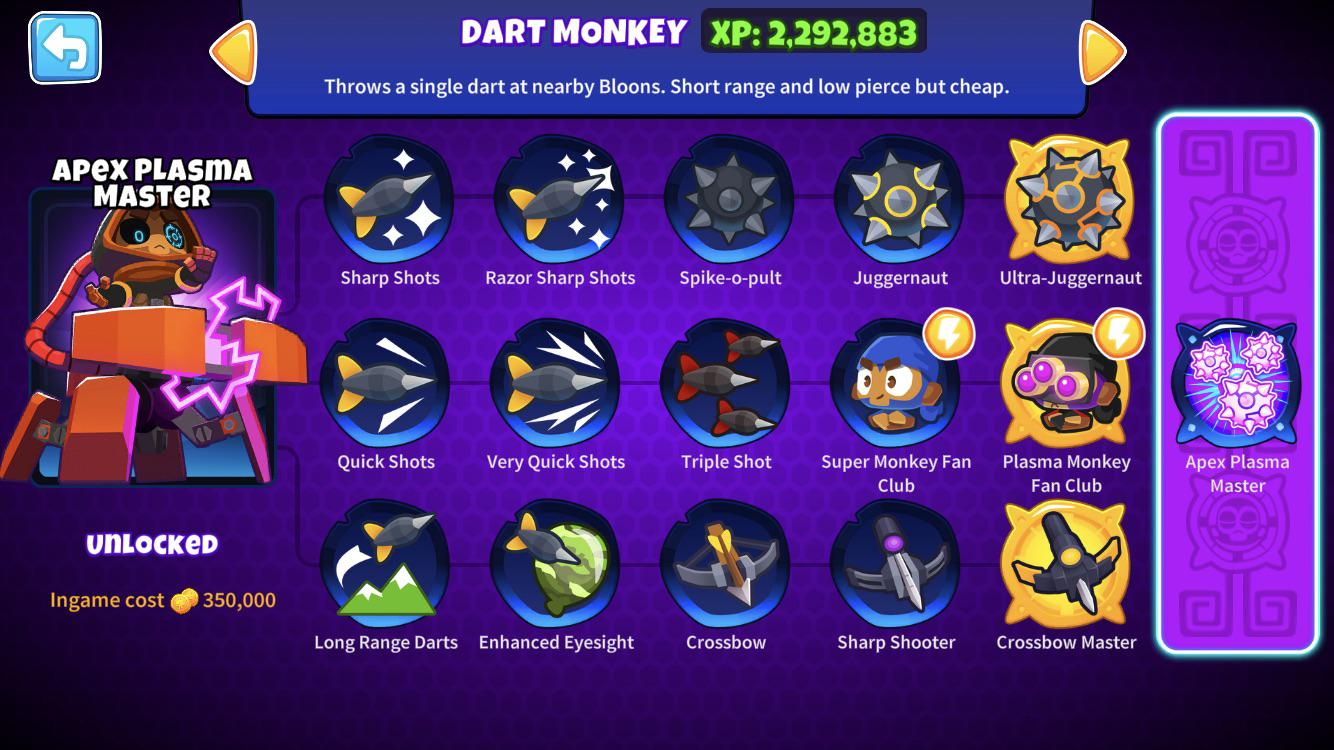 DART MONKEY XP: 2,292,883
Throws a single dart at nearby Bloons. Short range and low pierce but cheap.
APEX PLASMA
MASTER
Sharp Shots
Razor Sharp Shots
Spike-o-pult
Juggernaut
Ultra-Juggernaut
Quick Shots
Very Quick Shots
Triple Shot
Super Monkey Fan
Club
Plasma Monkey
Fan Club
Apex Plasma
Master
UNLOCKED
Ingame cost 350,000
Long Range Darts
Enhanced Eyesight
Crossbow
Sharp Shooter
Crossbow Master